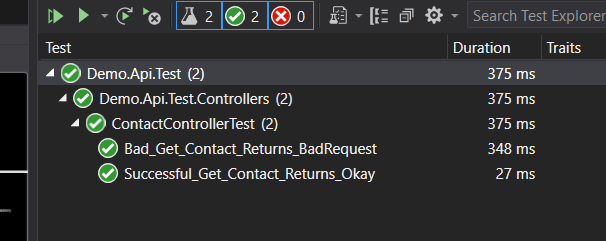 2 2 0 Search Test Explorer
Test Duration Traits
Demo.Api.Test (2) 375 ms
Demo.Api.Test.Controllers (2) 375 ms
ContactControllerTest (2) 375 ms
Bad_Get_Contact_Returns_BadRequest 348 ms
Successful_Get_Contact_Returns_Okay 27 ms